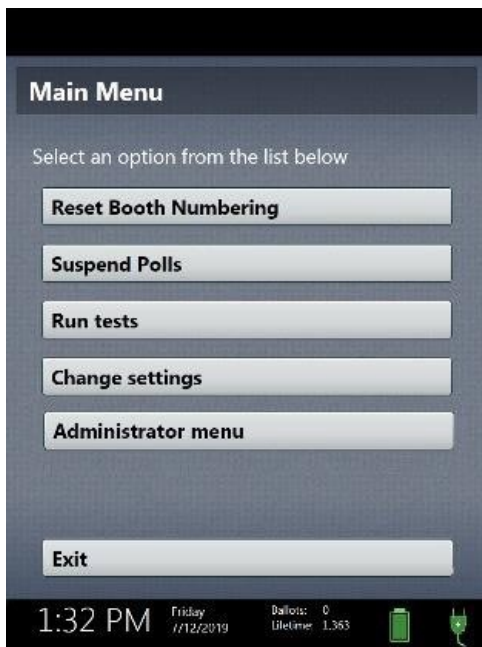 Main Menu
Select an option from the list below
Reset Booth Numbering
Suspend Polls
Run tests
Change settings
Administrator menu
Exit
1:32 PM
Friday
7/12/2019
Ballots: 0
Lifetime: 1,363